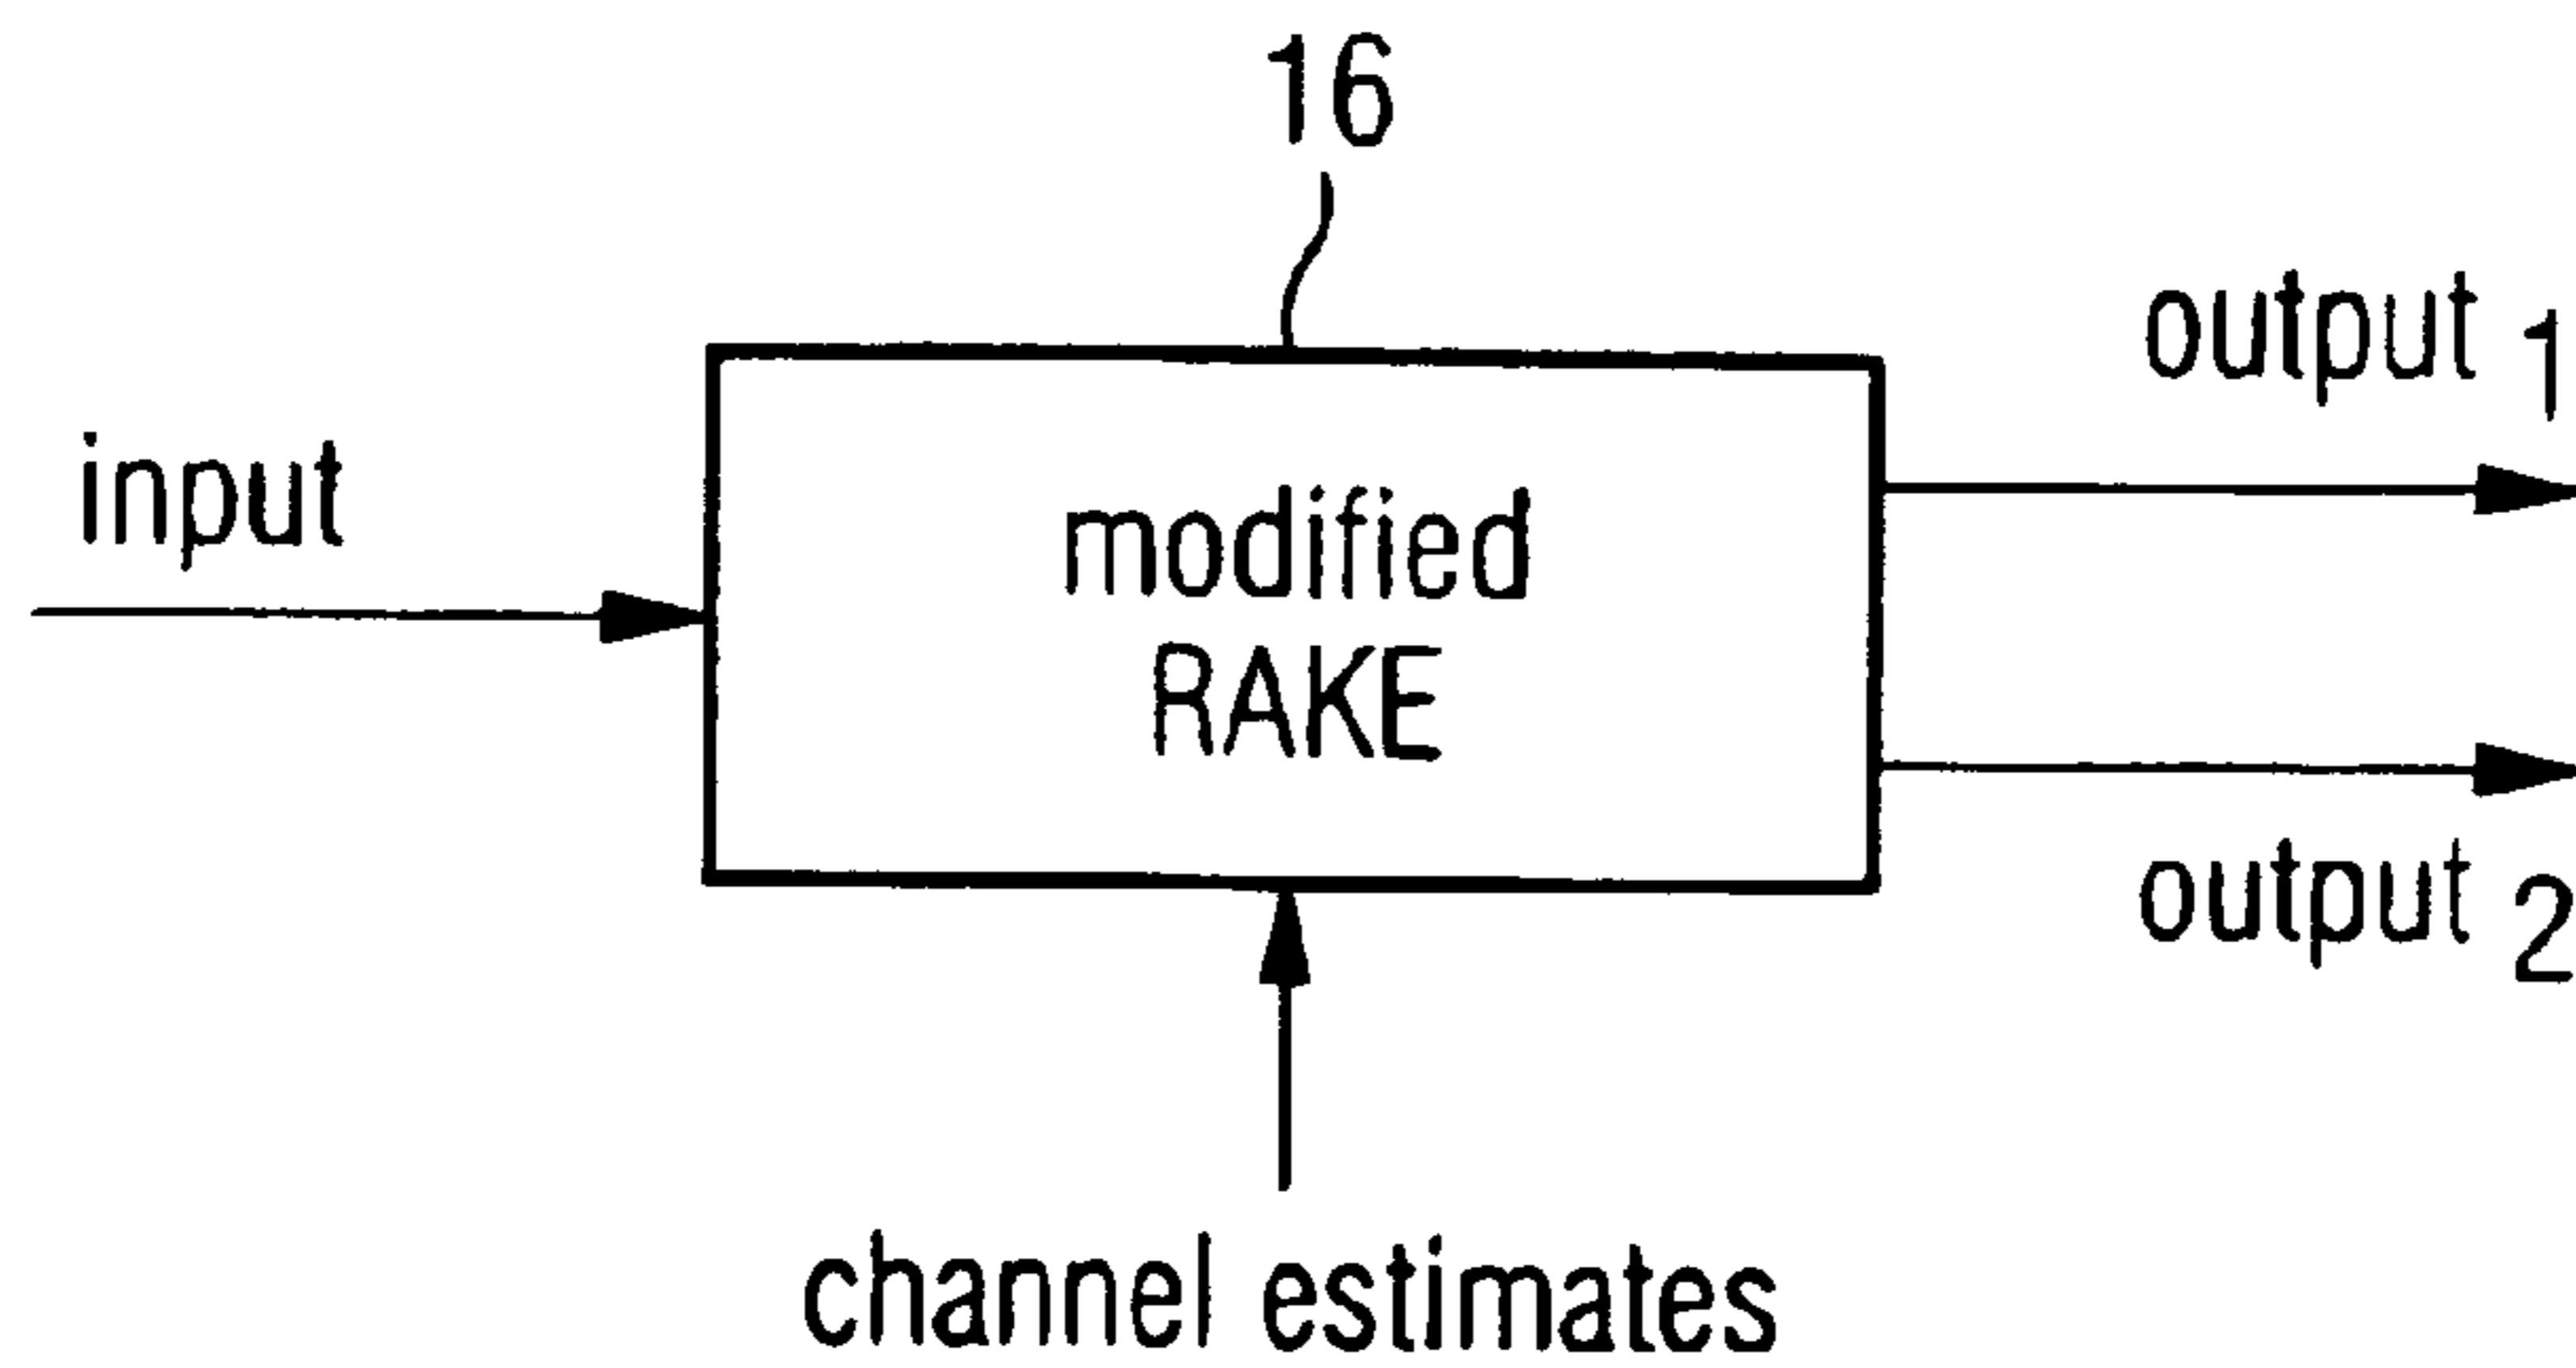 16
output 1
input
modified
RAKE
output 2
channel estimates